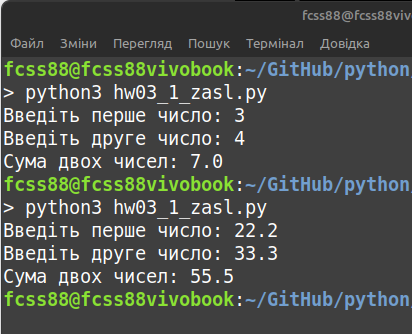 fcss88@fcss88viv
Файл Зміни Перегляд Пошук Термінал Довідка
fcss88@fcss88vivobook:~/GitHub/python
> python3 hw03_1_zasl.py
Введіть перше число: 3
Введіть друге число: 4
Сума двох чисел: 7.0
fcss88@fcss88vivobook:~/GitHub/python
> python3 hw03_1_zasl.py
Введіть перше число: 22.2
Введіть друге число: 33.3
Сума двох чисел: 55.5
fcss88@fcss88vivobook:~/GitHub/python